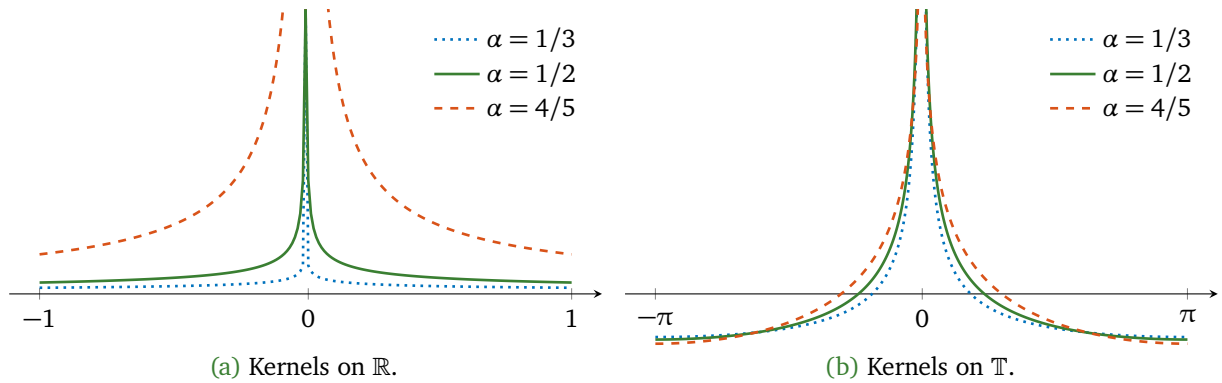 α = 1/3
α = 1/2
α = 4/5
−1 0 1
(a) Kernels on ℝ.
α = 1/3
α = 1/2
α = 4/5
−π 0 π
(b) Kernels on 𝕋.